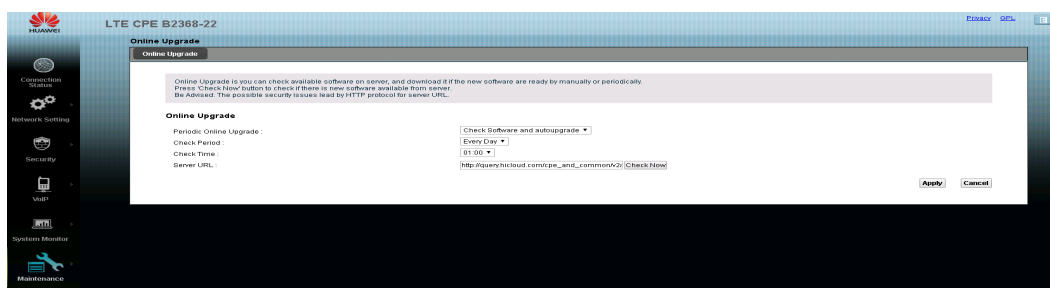 HUAWEI
LTE CPE B2368-22
Privacy GPL
Online Upgrade
Online Upgrade
Online Upgrade is you can check available software on server, and download it if the new software are ready by manually or periodically.
Press 'Check Now' button to check if there is new software available from server.
Be Advised: The possible security issues lead by HTTP protocol for server URL.
Online Upgrade
Periodic Online Upgrade : Check Software and autoupgrade
Check Period : Every Day
Check Time : 01:00
Server URL : http://query.hicloud.com/cpe_and_common/v2/ Check Now
Apply Cancel
Connection Status
Network Setting
Security
VoIP
System Monitor
Maintenance